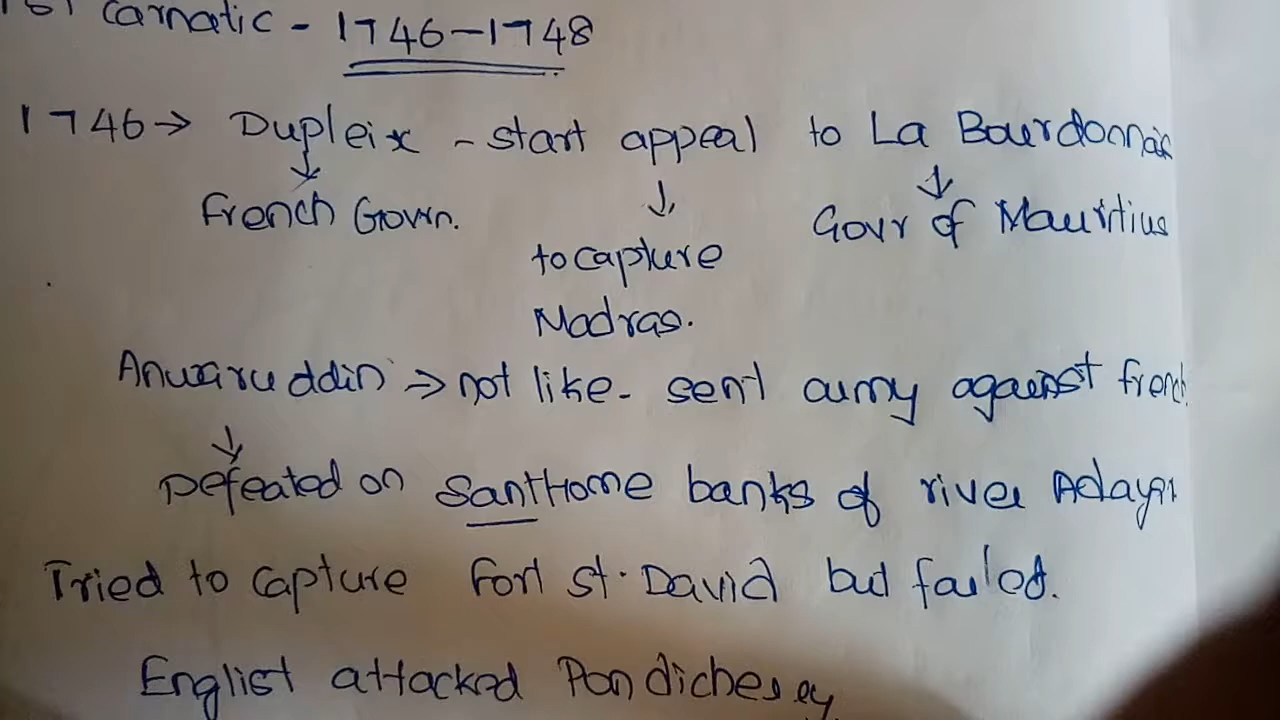 Carnatic - 1746-1748
1746→ Dupleix - start appeal to La Bourdonnais
↓ ↓ ↓
French Govrn. Govr of Mauritius
to capture
Madras.
Anwaruddin ⇒ not like - sent army against french
↓
Defeated on SantHome banks of river Adayar
Tried to capture Fort St. David but failed.
Englist attacked Pondicherey